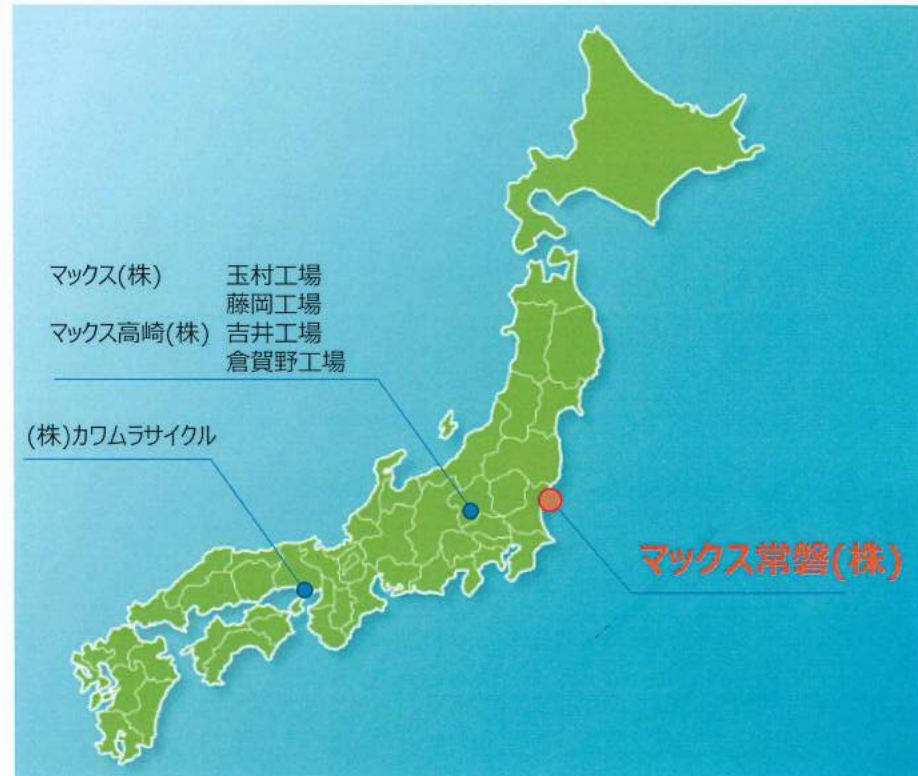 マックス(株) 玉村工場
藤岡工場
マックス高崎(株) 吉井工場
倉賀野工場
(株)カワムラサイクル
マックス常磐(株)